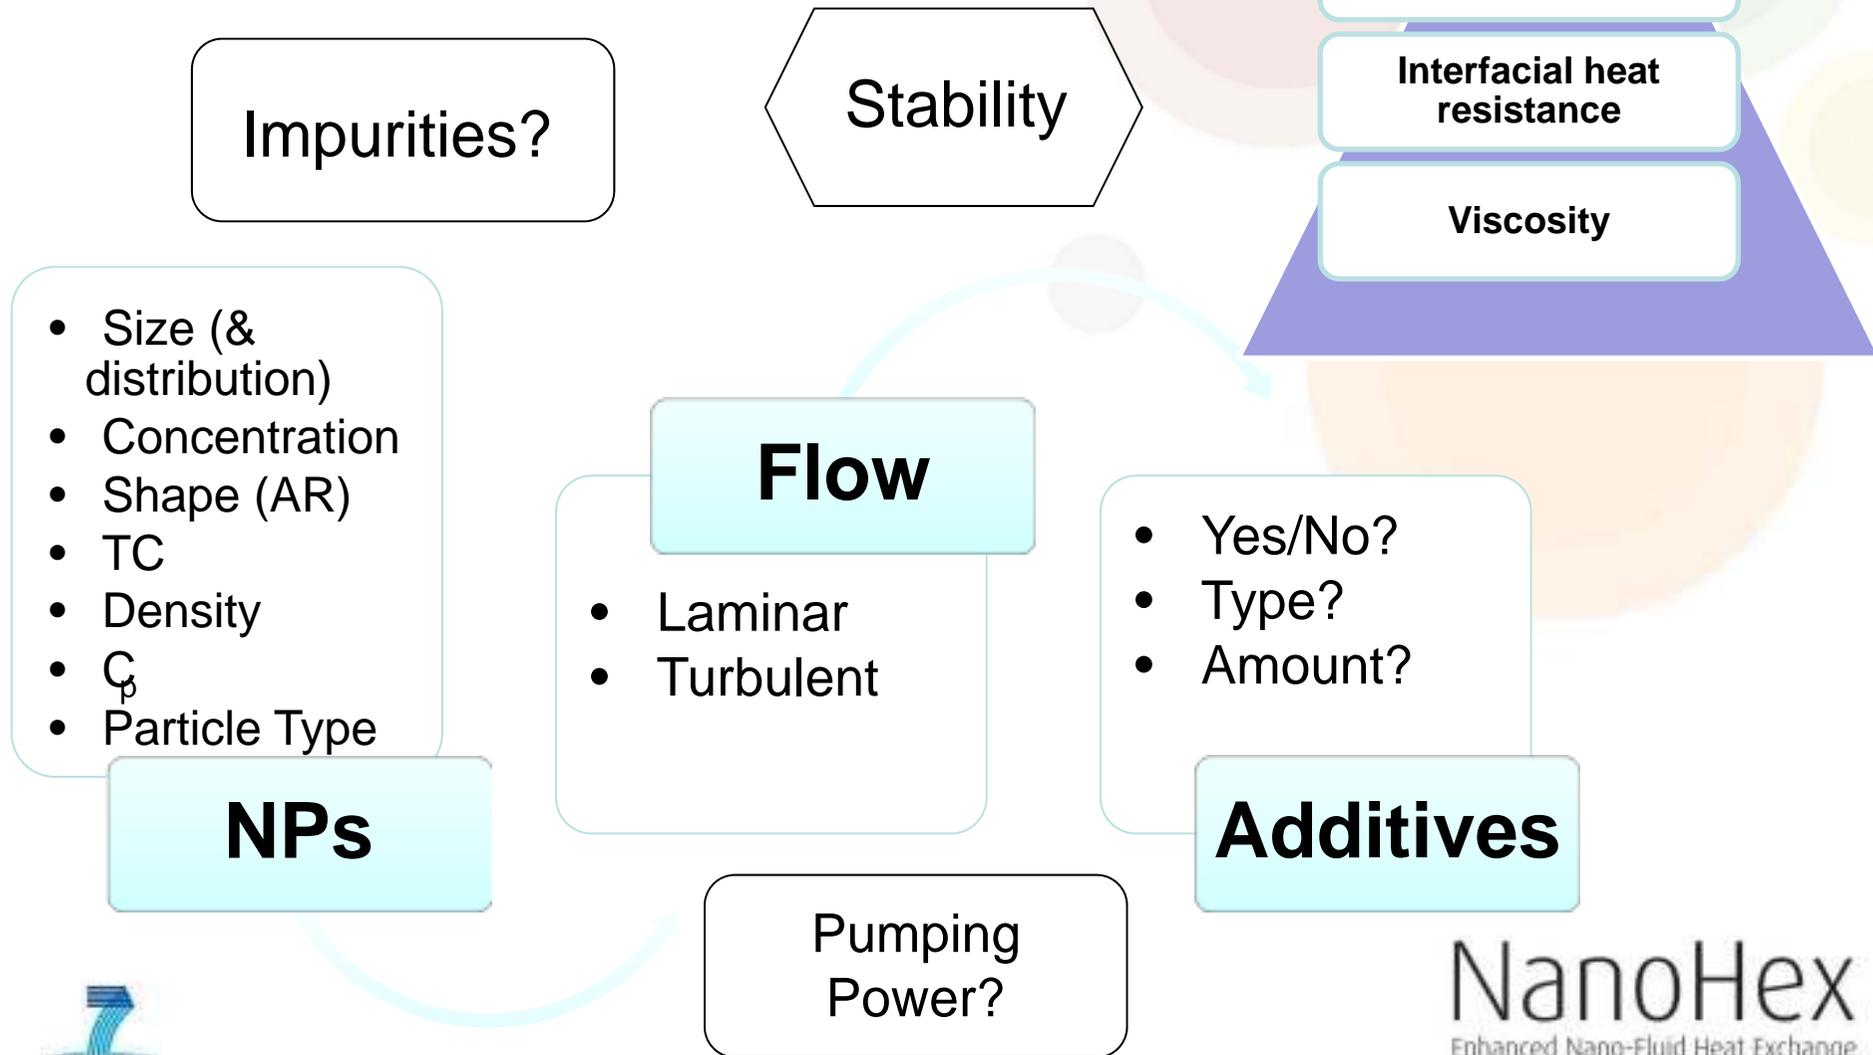 Impurities?
Stability
Interfacial heat
resistance
Viscosity
• Size (&
distribution)
• Concentration
• Shape (AR)
• TC
• Density
• Cp
• Particle Type
NPs
Flow
• Laminar
• Turbulent
• Yes/No?
• Type?
• Amount?
Additives
Pumping
Power?
7
NanoHex
Enhanced Nano-Fluid Heat Exchange